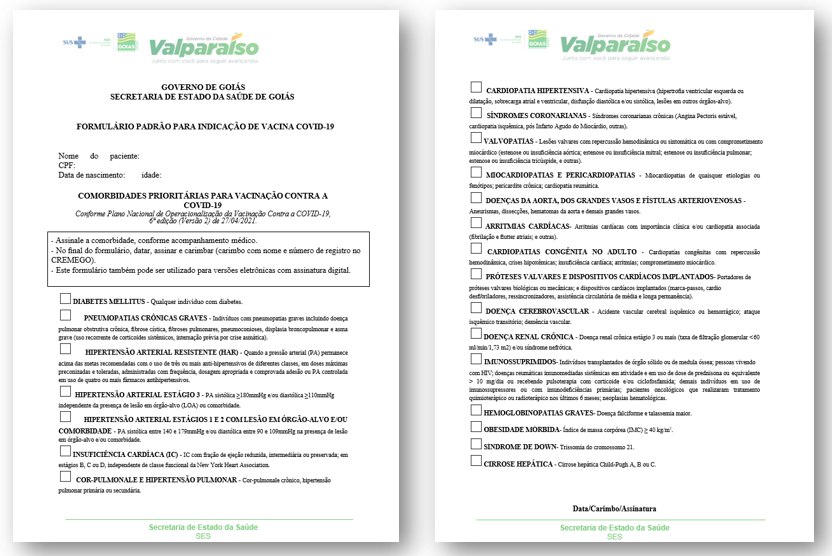 SUS
GOIÁS
Governo da Cidade
Valparaíso
Junto com você para seguir avançando.
GOVERNO DE GOIÁS
SECRETARIA DE ESTADO DA SAÚDE DE GOIÁS
FORMULÁRIO PADRÃO PARA INDICAÇÃO DE VACINA COVID-19
Nome do paciente:
CPF:
Data de nascimento: idade:
COMORBIDADES PRIORITÁRIAS PARA VACINAÇÃO CONTRA A
COVID-19
Conforme Plano Nacional de Operacionalização da Vacinação Contra a COVID-19,
6ª edição (Versão 2) de 27/04/2021.
- Assinale a comorbidade, conforme acompanhamento médico.
- No final do formulário, datar, assinar e carimbar (carimbo com nome e número de registro no
CREMEGO).
- Este formulário também pode ser utilizado para versões eletrônicas com assinatura digital.
DIABETES MELLITUS - Qualquer indivíduo com diabetes.
PNEUMOPATIAS CRÔNICAS GRAVES - Indivíduos com pneumopatias graves incluindo doença
pulmonar obstrutiva crônica, fibrose cística, fibroses pulmonares, pneumoconioses, displasia broncopulmonar e asma
grave (uso recorrente de corticoides sistêmicos, internação prévia por crise asmática).
HIPERTENSÃO ARTERIAL RESISTENTE (HAR) - Quando a pressão arterial (PA) permanece
acima das metas recomendadas com o uso de três ou mais anti-hipertensivos de diferentes classes, em doses máximas
preconizadas e toleradas, administradas com frequência, dosagem apropriada e comprovada adesão ou PA controlada
em uso de quatro ou mais fármacos antihipertensivos.
HIPERTENSÃO ARTERIAL ESTÁGIO 3 - PA sistólica ≥180mmHg e/ou diastólica ≥110mmHg
independente da presença de lesão em órgão-alvo (LOA) ou comorbidade.
HIPERTENSÃO ARTERIAL ESTÁGIOS 1 E 2 COM LESÃO EM ÓRGÃO-ALVO E/OU
COMORBIDADE - PA sistólica entre 140 e 179mmHg e/ou diastólica entre 90 e 109mmHg na presença de lesão
em órgão-alvo e/ou comorbidade.
INSUFICIÊNCIA CARDÍACA (IC) - IC com fração de ejeção reduzida, intermediária ou preservada; em
estágios B, C ou D, independente de classe funcional da New York Heart Association.
COR-PULMONALE E HIPERTENSÃO PULMONAR - Cor-pulmonale crônico, hipertensão
pulmonar primária ou secundária.
Secretaria de Estado da Saúde
SES
SUS
GOIÁS
Governo da Cidade
Valparaíso
Junto com você para seguir avançando.
CARDIOPATIA HIPERTENSIVA - Cardiopatia hipertensiva (hipertrofia ventricular esquerda ou
dilatação, sobrecarga atrial e ventricular, disfunção diastólica e/ou sistólica, lesões em outros órgãos-alvo).
SÍNDROMES CORONARIANAS - Síndromes coronarianas crônicas (Angina Pectoris estável,
cardiopatia isquêmica, pós Infarto Agudo do Miocárdio, outras).
VALVOPATIAS - Lesões valvares com repercussão hemodinâmica ou sintomática ou com comprometimento
miocárdico (estenose ou insuficiência aórtica; estenose ou insuficiência mitral; estenose ou insuficiência pulmonar;
estenose ou insuficiência tricúspide, e outras).
MIOCARDIOPATIAS E PERICARDIOPATIAS - Miocardiopatias de quaisquer etiologias ou
fenótipos; pericardite crônica; cardiopatia reumática.
DOENÇAS DA AORTA, DOS GRANDES VASOS E FÍSTULAS ARTERIOVENOSAS -
Aneurismas, dissecções, hematomas da aorta e demais grandes vasos.
ARRITMIAS CARDÍACAS- Arritmias cardíacas com importância clínica e/ou cardiopatia associada
(fibrilação e flutter atriais; e outras).
CARDIOPATIAS CONGÊNITA NO ADULTO - Cardiopatias congênitas com repercussão
hemodinâmica, crises hipotêmicas; insuficiência cardíaca; arritmias; comprometimento miocárdico.
PRÓTESES VALVARES E DISPOSITIVOS CARDÍACOS IMPLANTADOS- Portadores de
próteses valvares biológicas ou mecânicas; e dispositivos cardíacos implantados (marca-passos, cardio
desfibriladores, ressincronizadores, assistência circulatória de média e longa permanência).
DOENÇA CEREBROVASCULAR - Acidente vascular cerebral isquêmico ou hemorrágico; ataque
isquêmico transitório; demência vascular.
DOENÇA RENAL CRÔNICA - Doença renal crônica estágio 3 ou mais (taxa de filtração glomerular <60
ml/min/1,73 m2) e/ou síndrome nefrótica.
IMUNOSSUPRIMIDOS- Indivíduos transplantados de órgão sólido ou de medula óssea; pessoas vivendo
com HIV; doenças reumáticas imunomediadas sistêmicas em atividade e em uso de dose de prednisona ou equivalente
> 10 mg/dia ou recebendo pulsoterapia com corticoide e/ou ciclofosfamida; demais indivíduos em uso de
imunossupressores ou com imunodeficiências primárias; pacientes oncológicos que realizaram tratamento
quimioterápico ou radioterápico nos últimos 6 meses; neoplasias hematológicas.
HEMOGLOBINOPATIAS GRAVES- Doença falciforme e talassemia maior.
OBESIDADE MÓRBIDA- Índice de massa corpórea (IMC) ≥ 40 kg/m².
SINDROME DE DOWN- Trissomia do cromossomo 21.
CIRROSE HEPÁTICA - Cirrose hepática Child-Pugh A, B ou C.
Data/Carimbo/Assinatura
Secretaria de Estado da Saúde
SES